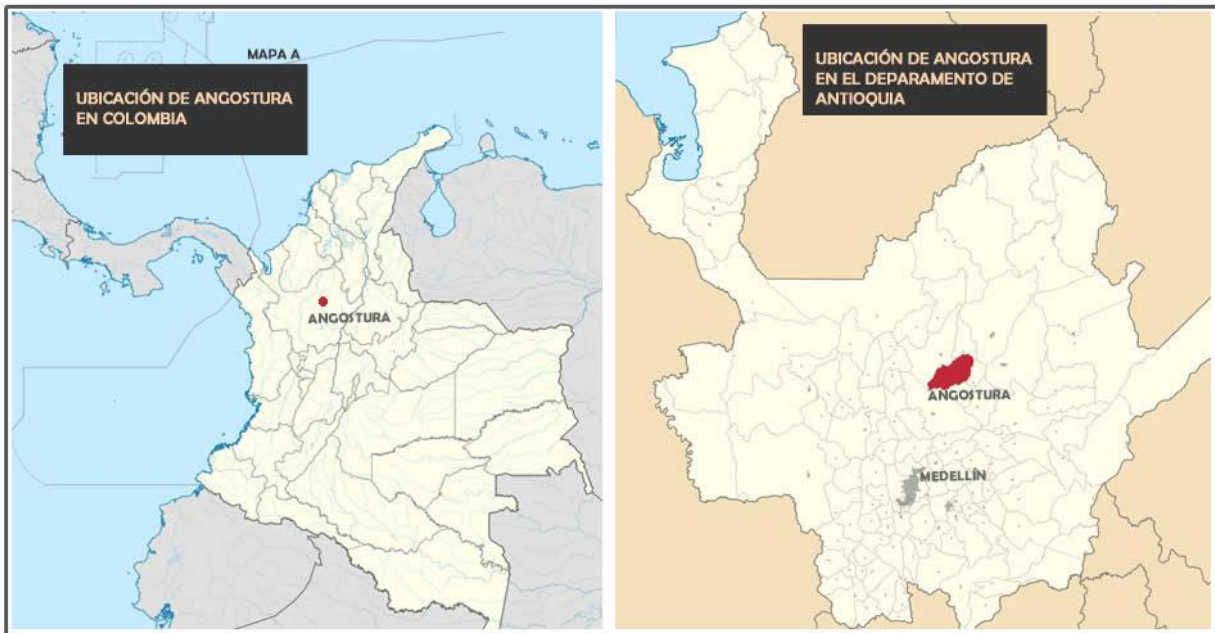 MAPA A
UBICACIÓN DE ANGOSTURA
EN COLOMBIA
ANGOSTURA
UBICACIÓN DE ANGOSTURA
EN EL DEPARAMENTO DE
ANTIOQUIA
ANGOSTURA
MEDELLÍN